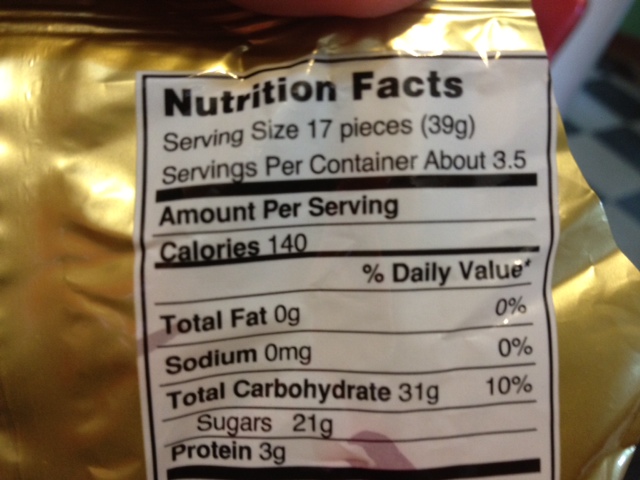 Nutrition Facts
Serving Size 17 pieces (39g)
Servings Per Container About 3.5
Amount Per Serving
Calories 140
% Daily Value*
Total Fat 0g 0%
Sodium 0mg 0%
Total Carbohydrate 31g 10%
Sugars 21g
Protein 3g